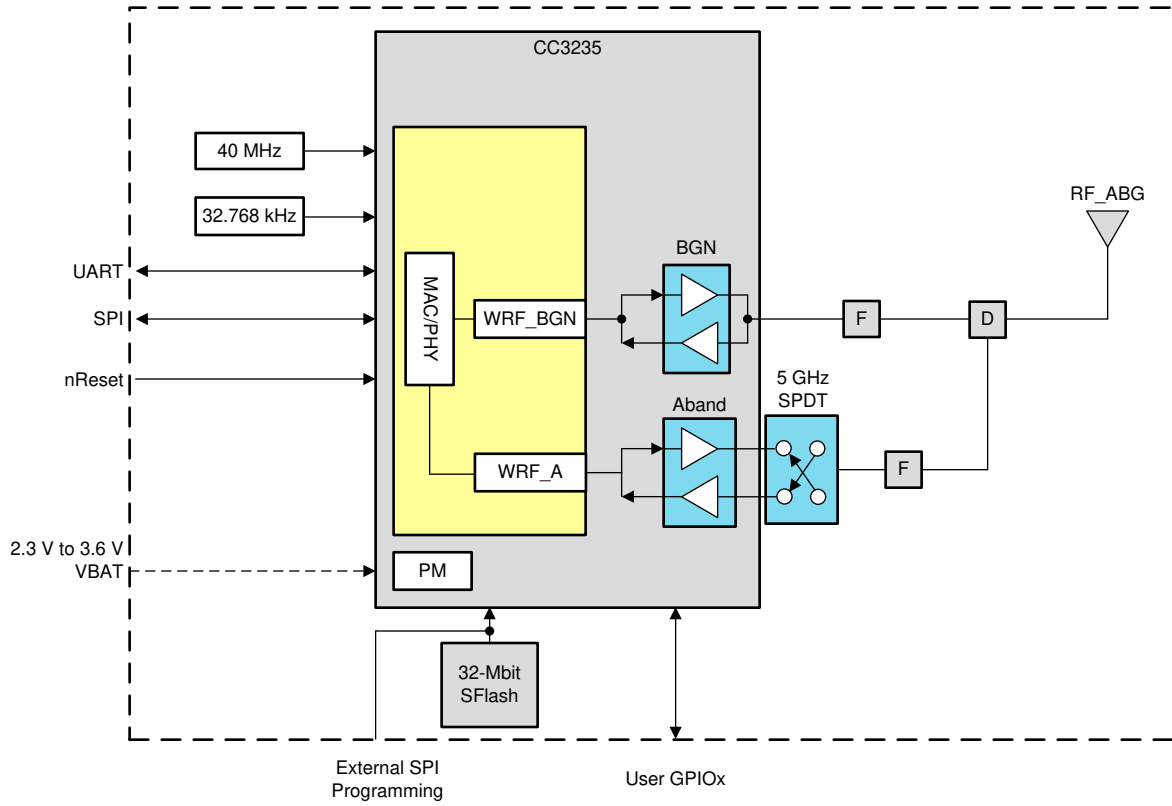 CC3235
40 MHz
32.768 kHz
RF_ABG
UART
BGN
MAC/PHY
SPI
WRF_BGN
F
D
nReset
5 GHz
SPDT
Aband
WRF_A
F
2.3 V to 3.6 V
VBAT
PM
32-Mbit
SFlash
External SPI
Programming
User GPIOx